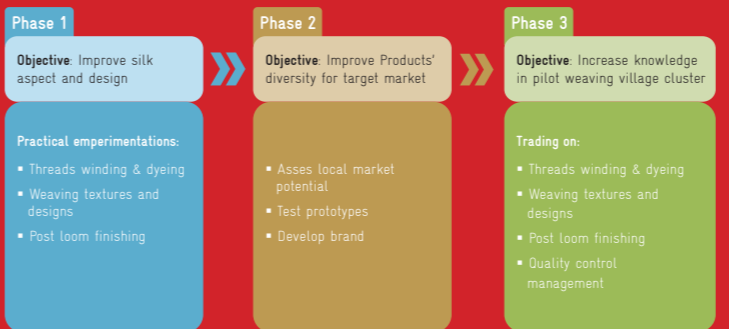 Phase 1
Objective: Improve silk
aspect and design
Practical emperimentations:
▪ Threads winding & dyeing
▪ Weaving textures and
designs
▪ Post loom finishing
Phase 2
Objective: Improve Products'
diversity for target market
▪ Asses local market
potential
▪ Test prototypes
▪ Develop brand
Phase 3
Objective: Increase knowledge
in pilot weaving village cluster
Trading on:
▪ Threads winding & dyeing
▪ Weaving textures and
designs
▪ Post loom finishing
▪ Quality control
management